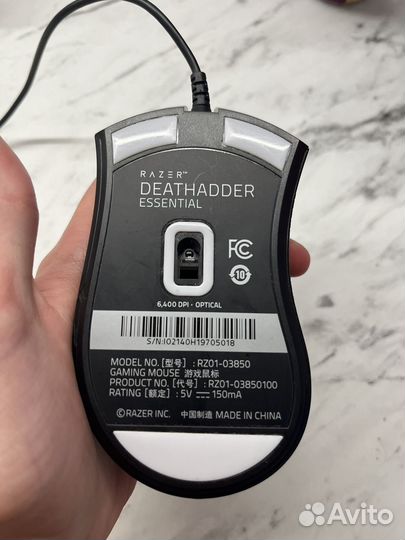 RAZER™
DEATHADDER
ESSENTIAL
FC
10
6,400 DPI · OPTICAL
S/N:IO2140H19705018
MODEL NO. [型号] : RZ01-03850
GAMING MOUSE 游戏鼠标
PRODUCT NO. [代号] : RZ01-03850100
RATING [额定] : 5V ⎓ 150mA
©RAZER INC. 中国制造 MADE IN CHINA
Avito